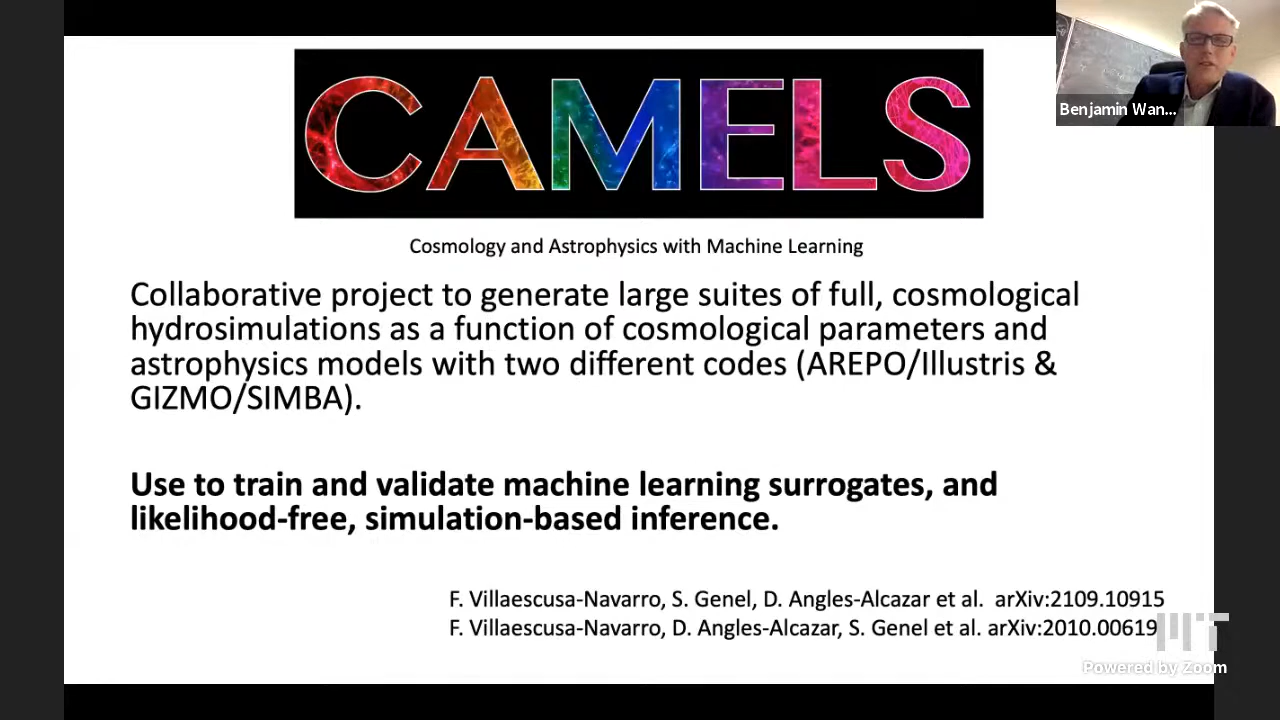 CAMELS
Benjamin Wan...
Cosmology and Astrophysics with Machine Learning
Collaborative project to generate large suites of full, cosmological
hydrosimulations as a function of cosmological parameters and
astrophysics models with two different codes (AREPO/Illustris &
GIZMO/SIMBA).
Use to train and validate machine learning surrogates, and
likelihood-free, simulation-based inference.
F. Villaescusa-Navarro, S. Genel, D. Angles-Alcazar et al.  arXiv:2109.10915
F. Villaescusa-Navarro, D. Angles-Alcazar, S. Genel et al. arXiv:2010.00619
MIT
Powered by Zoom